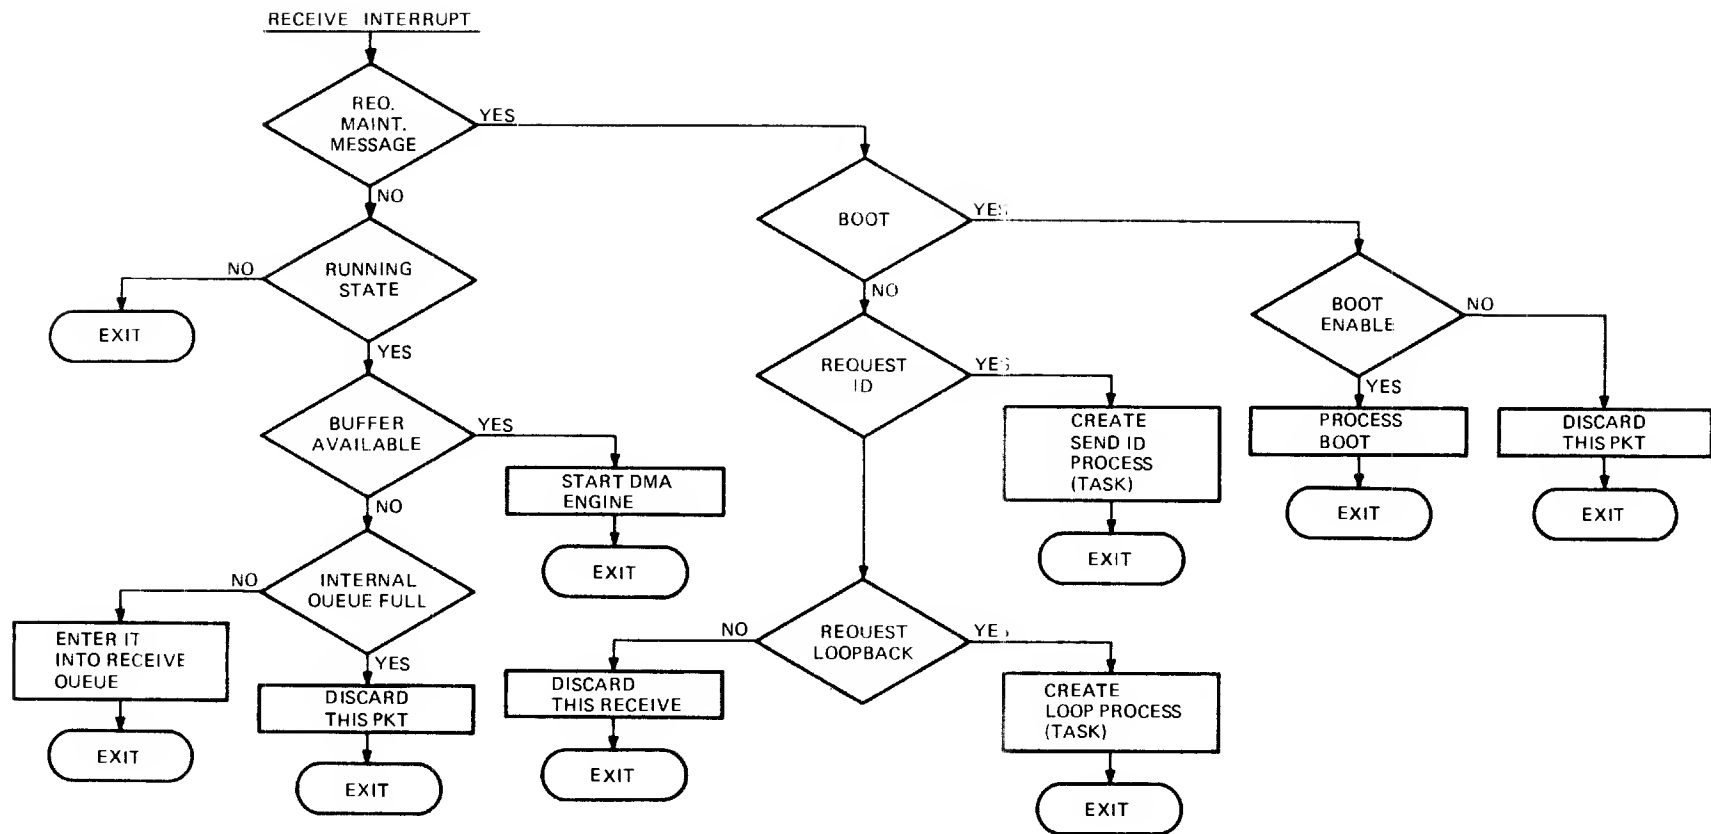 RECEIVE INTERRUPT
REQ.
MAINT.
MESSAGE
YES
NO
RUNNING
STATE
NO
EXIT
YES
BUFFER
AVAILABLE
YES
START DMA
ENGINE
EXIT
NO
INTERNAL
QUEUE FULL
NO
ENTER IT
INTO RECEIVE
QUEUE
EXIT
YES
DISCARD
THIS PKT
EXIT
BOOT
YES
NO
REQUEST
ID
YES
CREATE
SEND ID
PROCESS
(TASK)
EXIT
REQUEST
LOOPBACK
NO
DISCARD
THIS RECEIVE
EXIT
YES
CREATE
LOOP PROCESS
(TASK)
EXIT
BOOT
ENABLE
YES
PROCESS
BOOT
EXIT
NO
DISCARD
THIS PKT
EXIT